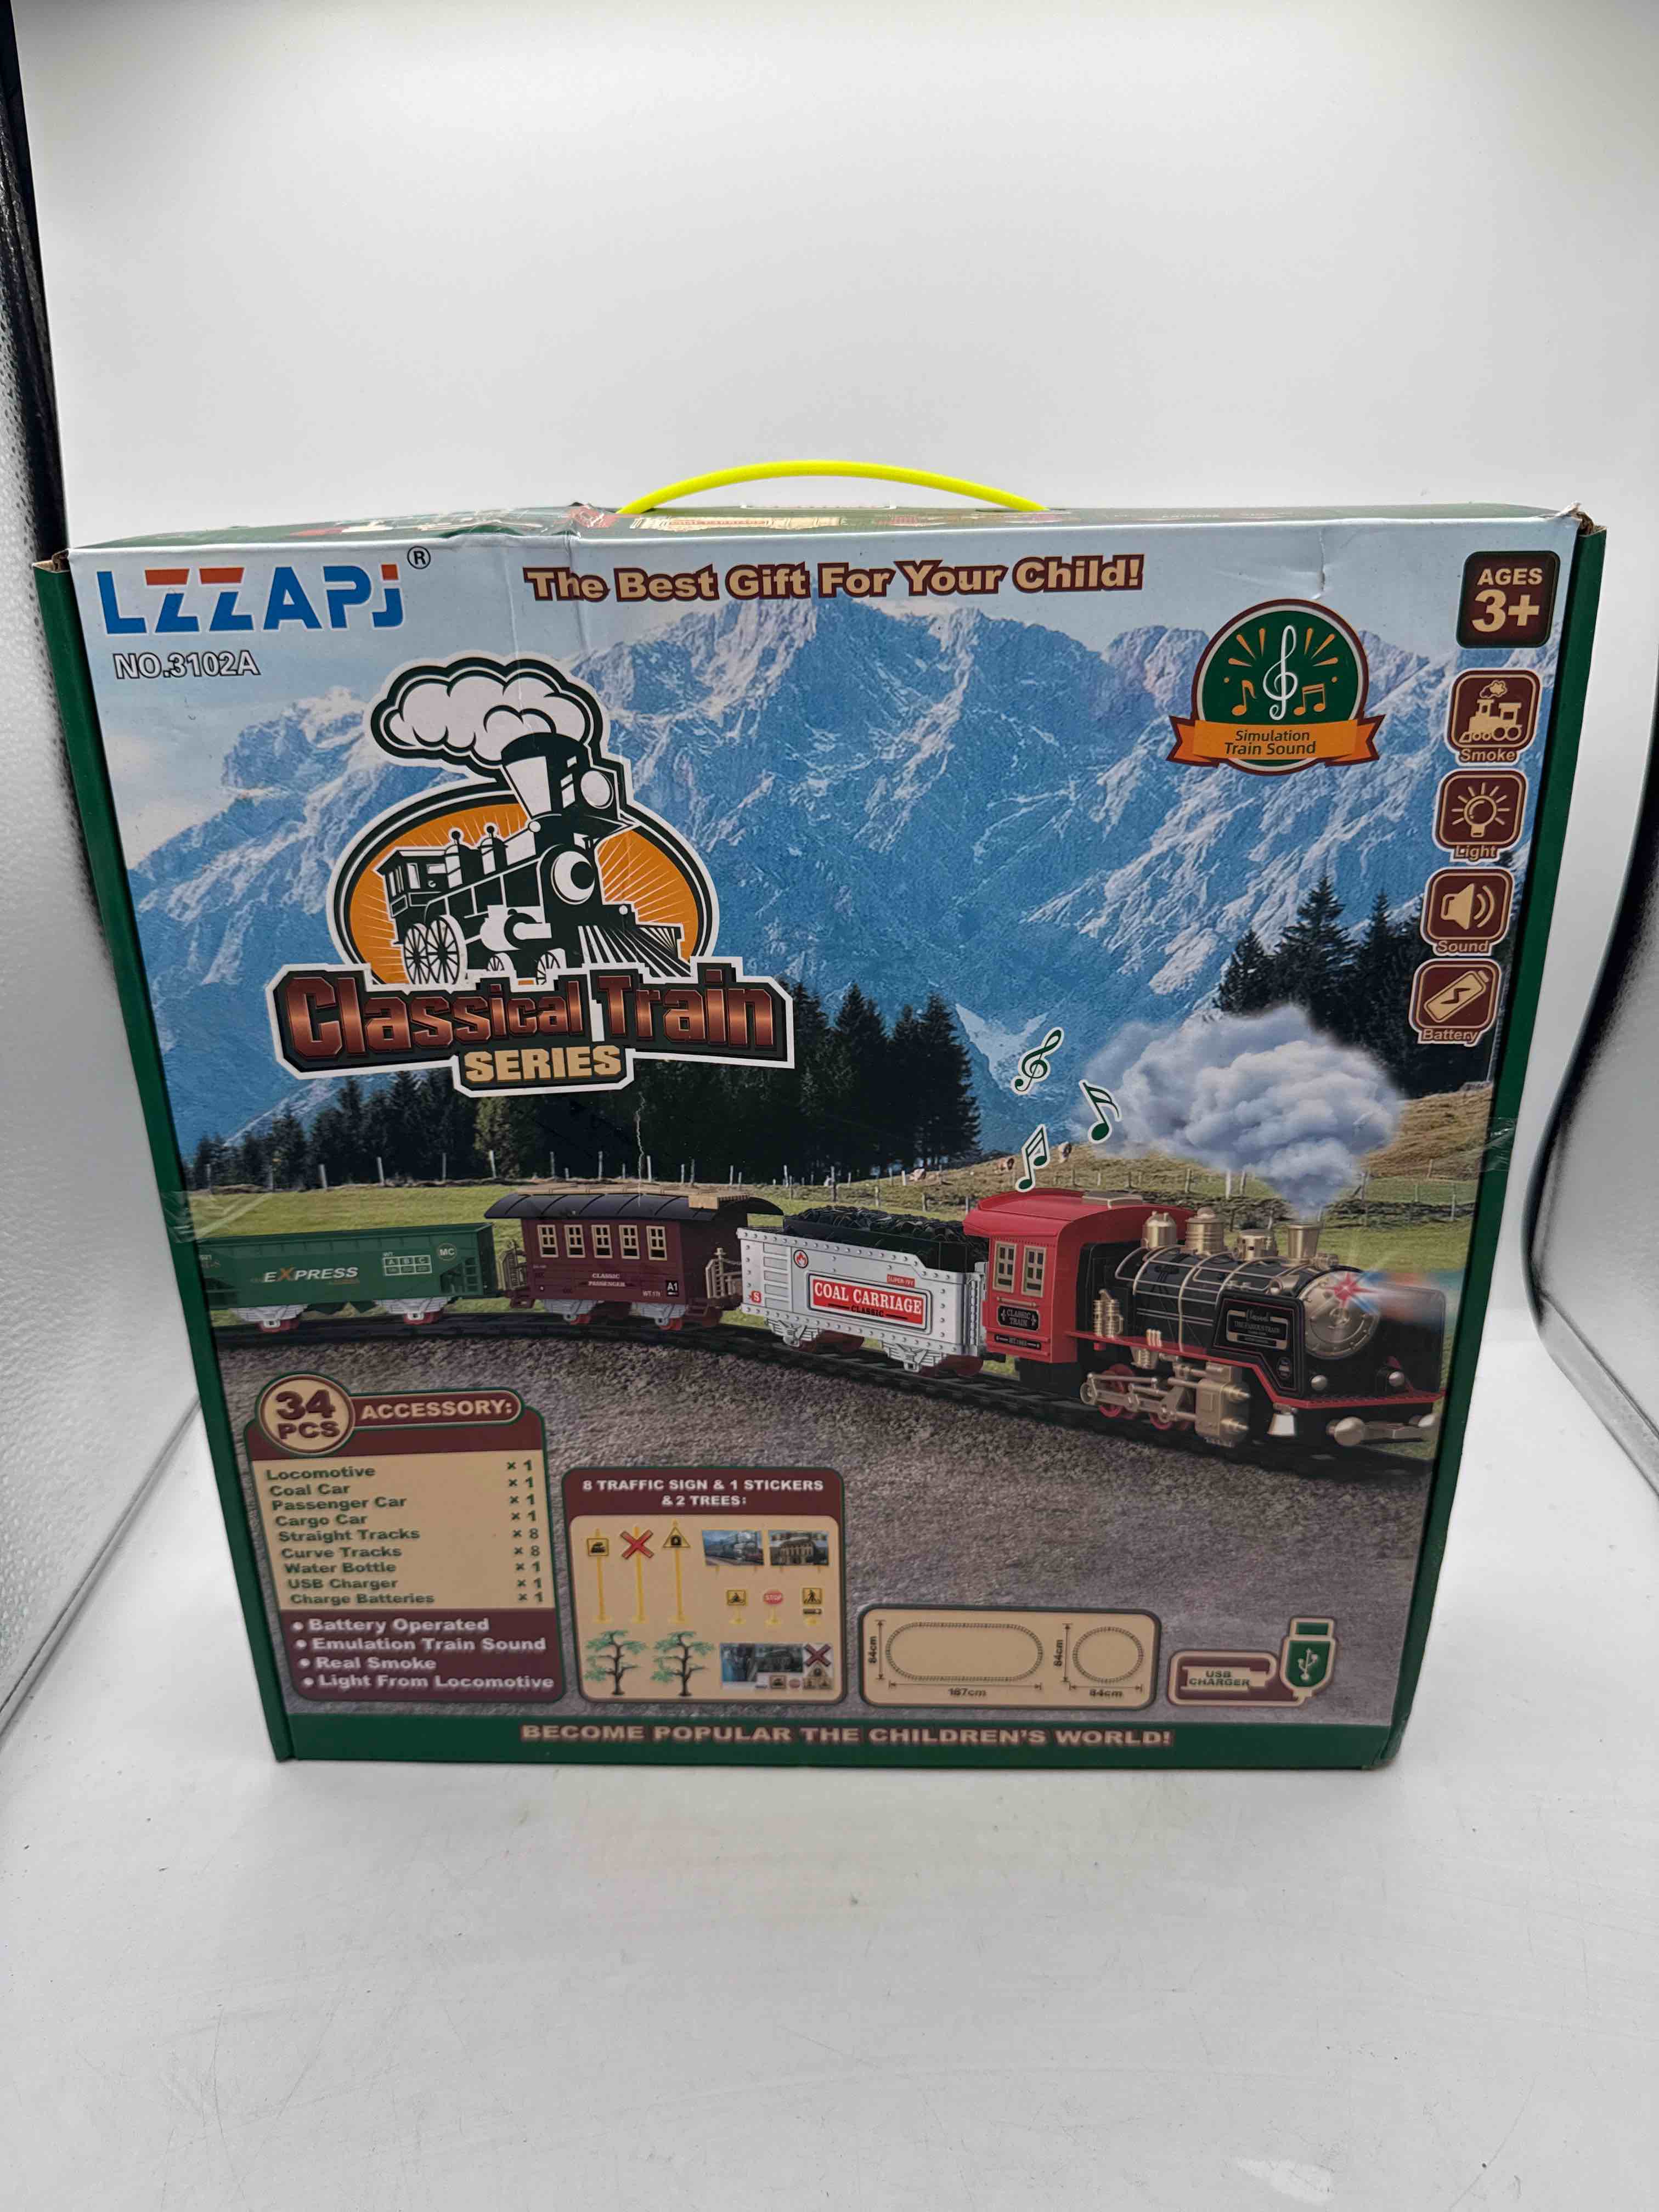 LZZAPJ®
NO.3102A
The Best Gift For Your Child!
AGES
3+
Simulation
Train Sound
Smoke
Light
Sound
Battery
Classical Train
SERIES
EXPRESS
A B C
MC
CLASSIC
PASSENGER
A1
COAL CARRIAGE
CLASSIC
S
CLASSIC
TRAIN
34
PCS
ACCESSORY:
Locomotive × 1
Coal Car × 1
Passenger Car × 1
Cargo Car × 1
Straight Tracks × 8
Curve Tracks × 8
Water Bottle × 1
USB Charger × 1
Charge Batteries × 1
• Battery Operated
• Emulation Train Sound
• Real Smoke
• Light From Locomotive
8 TRAFFIC SIGN & 1 STICKERS
& 2 TREES:
STOP
84cm
167cm
84cm
84cm
USB
CHARGER
BECOME POPULAR THE CHILDREN'S WORLD!